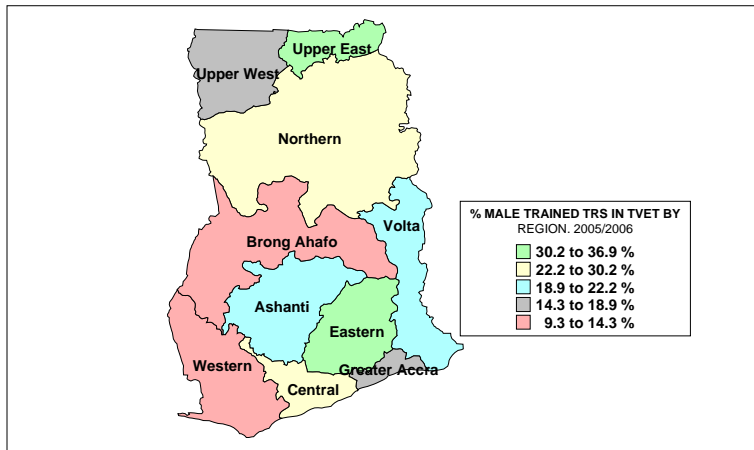 Upper East
Upper West
Northern
Volta
Brong Ahafo
Ashanti
Eastern
Western
Greater Accra
Central
% MALE TRAINED TRS IN TVET BY
REGION. 2005/2006
30.2 to 36.9 %
22.2 to 30.2 %
18.9 to 22.2 %
14.3 to 18.9 %
9.3 to 14.3 %